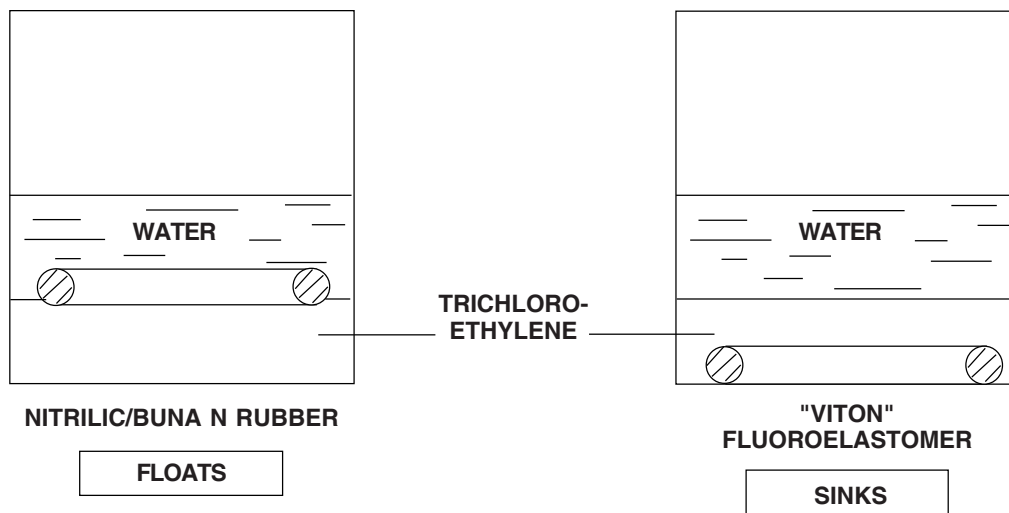 WATER
WATER
TRICHLORO-
ETHYLENE
NITRILIC/BUNA N RUBBER
FLOATS
"VITON"
FLUOROELASTOMER
SINKS